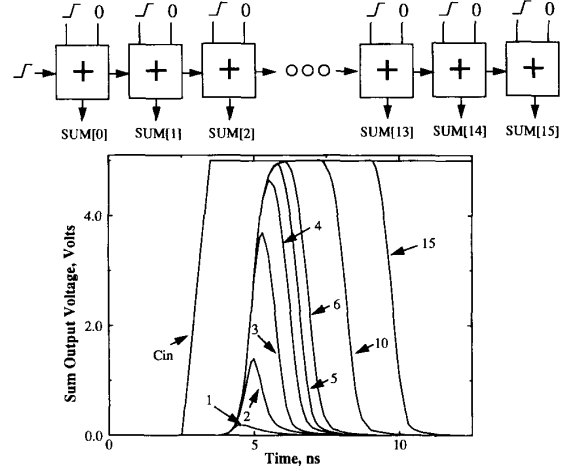 0 0 0 0 0 0
+ + + + + +
SUM[0] SUM[1] SUM[2] SUM[13] SUM[14] SUM[15]
Sum Output Voltage, Volts
4.0
2.0
0.0
4
15
6
3
10
Cin
5
1
2
0 5 10
Time, ns